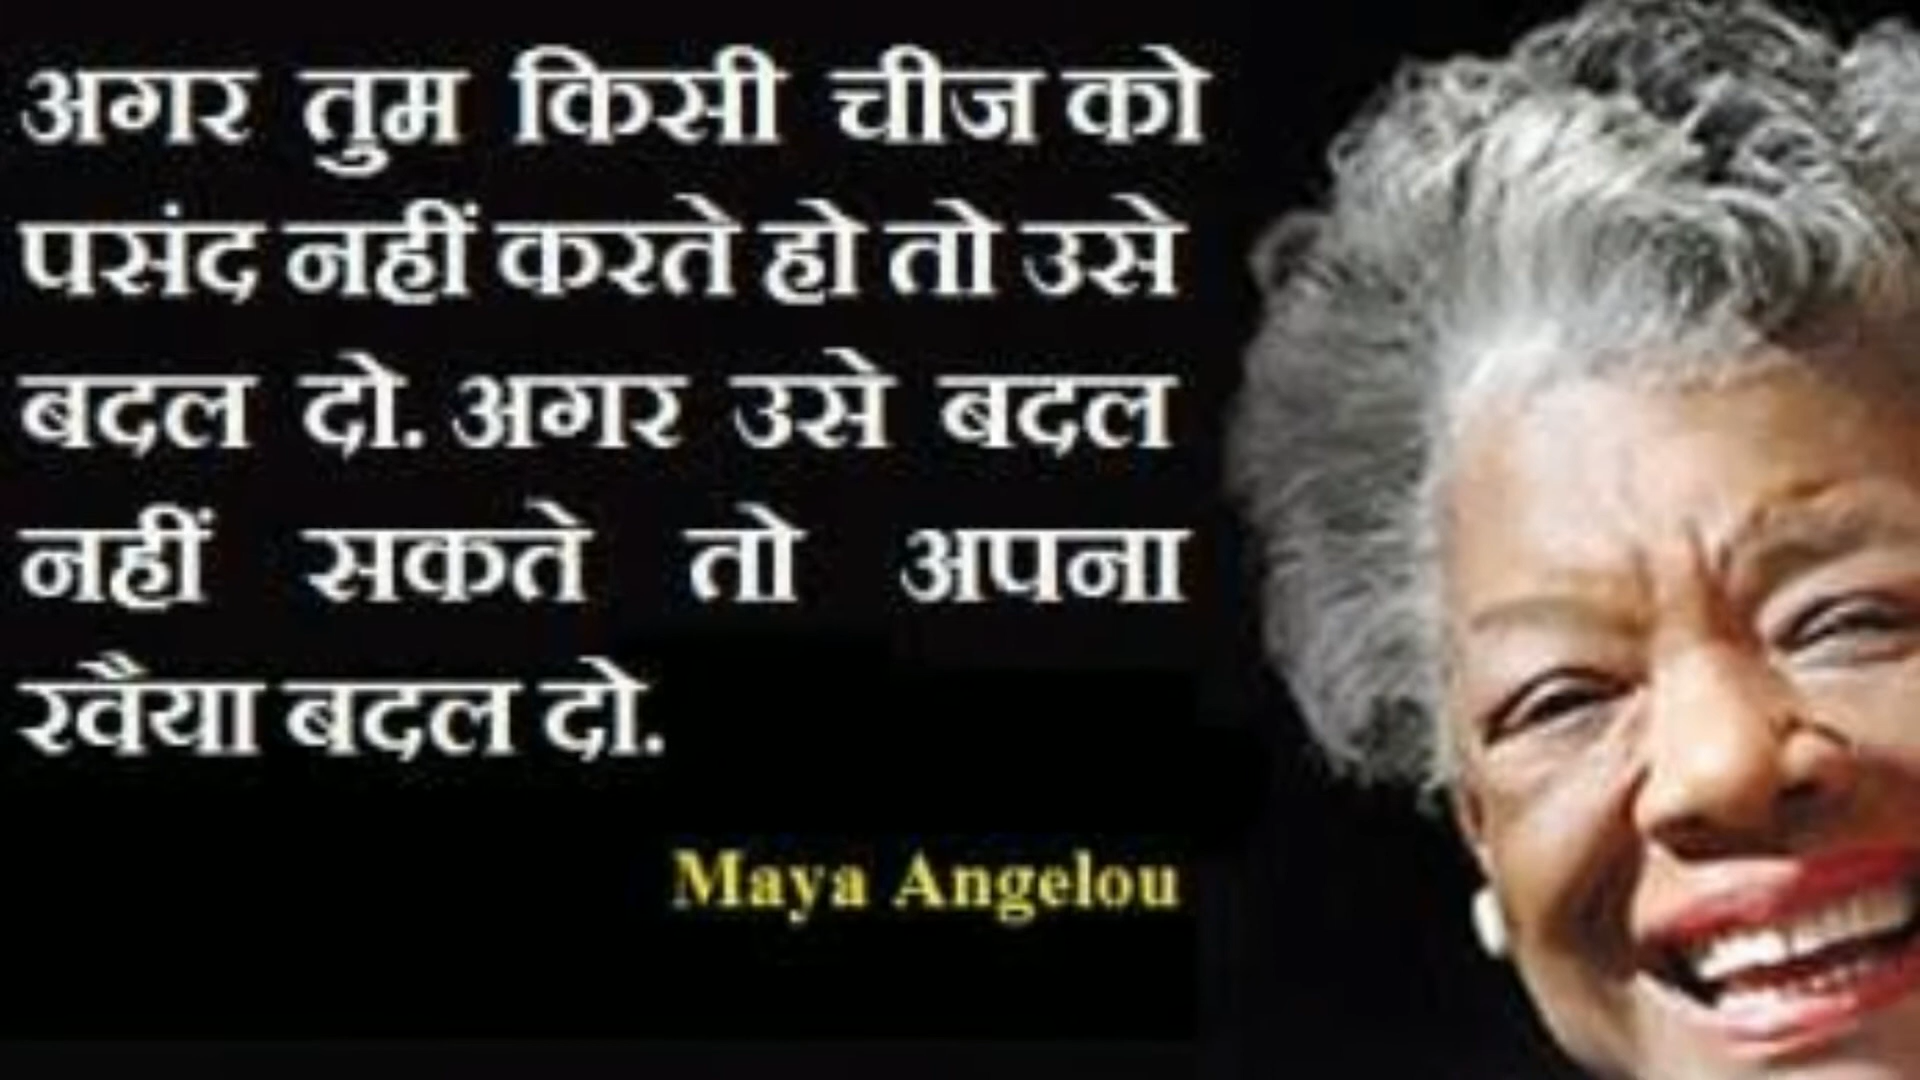 अगर तुम किसी चीज को
पसंद नहीं करते हो तो उसे
बदल दो. अगर उसे बदल
नहीं सकते तो अपना
रवैया बदल दो.
Maya Angelou